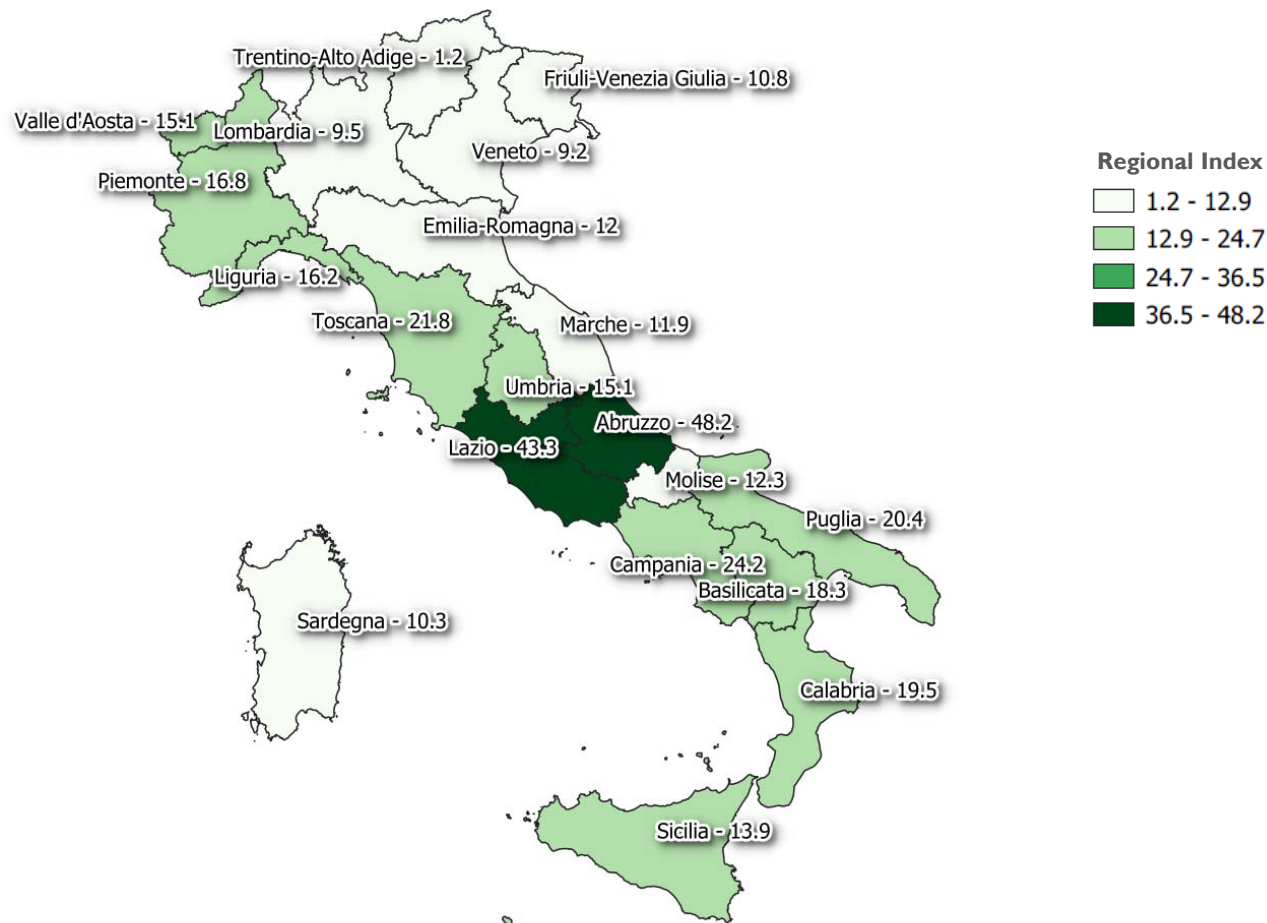 Trentino-Alto Adige - 1.2
Friuli-Venezia Giulia - 10.8
Valle d'Aosta - 15.1
Lombardia - 9.5
Veneto - 9.2
Piemonte - 16.8
Emilia-Romagna - 12
Liguria - 16.2
Toscana - 21.8
Marche - 11.9
Umbria - 15.1
Abruzzo - 48.2
Lazio - 43.3
Molise - 12.3
Puglia - 20.4
Campania - 24.2
Basilicata - 18.3
Sardegna - 10.3
Calabria - 19.5
Sicilia - 13.9
Regional Index
1.2 - 12.9
12.9 - 24.7
24.7 - 36.5
36.5 - 48.2